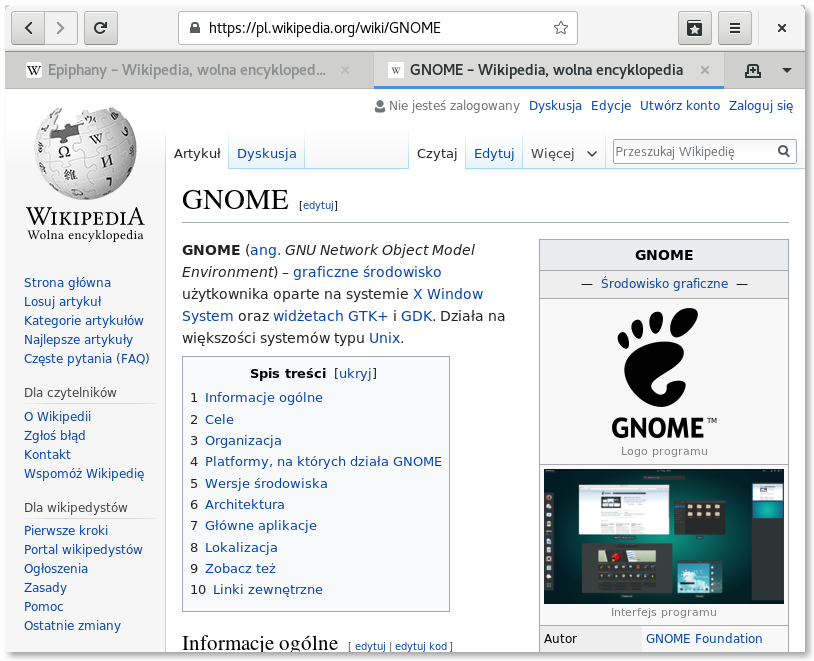 https://pl.wikipedia.org/wiki/GNOME
Epiphany – Wikipedia, wolna encykloped...
GNOME – Wikipedia, wolna encyklopedia
Nie jesteś zalogowany Dyskusja Edycje Utwórz konto Zaloguj się
Artykuł Dyskusja Czytaj Edytuj Więcej Przeszukaj Wikipedię
WIKIPEDIA
Wolna encyklopedia
Strona główna
Losuj artykuł
Kategorie artykułów
Najlepsze artykuły
Częste pytania (FAQ)
Dla czytelników
O Wikipedii
Zgłoś błąd
Kontakt
Wspomóż Wikipedię
Dla wikipedystów
Pierwsze kroki
Portal wikipedystów
Ogłoszenia
Zasady
Pomoc
Ostatnie zmiany
GNOME [edytuj]
GNOME (ang. GNU Network Object Model
Environment) – graficzne środowisko
użytkownika oparte na systemie X Window
System oraz widżetach GTK+ i GDK. Działa na
większości systemów typu Unix.
Spis treści [ukryj]
1 Informacje ogólne
2 Cele
3 Organizacja
4 Platformy, na których działa GNOME
5 Wersje środowiska
6 Architektura
7 Główne aplikacje
8 Lokalizacja
9 Zobacz też
10 Linki zewnętrzne
Informacje ogólne [ edytuj | edytuj kod ]
GNOME
— Środowisko graficzne —
GNOME™
Logo programu
Interfejs programu
Autor GNOME Foundation